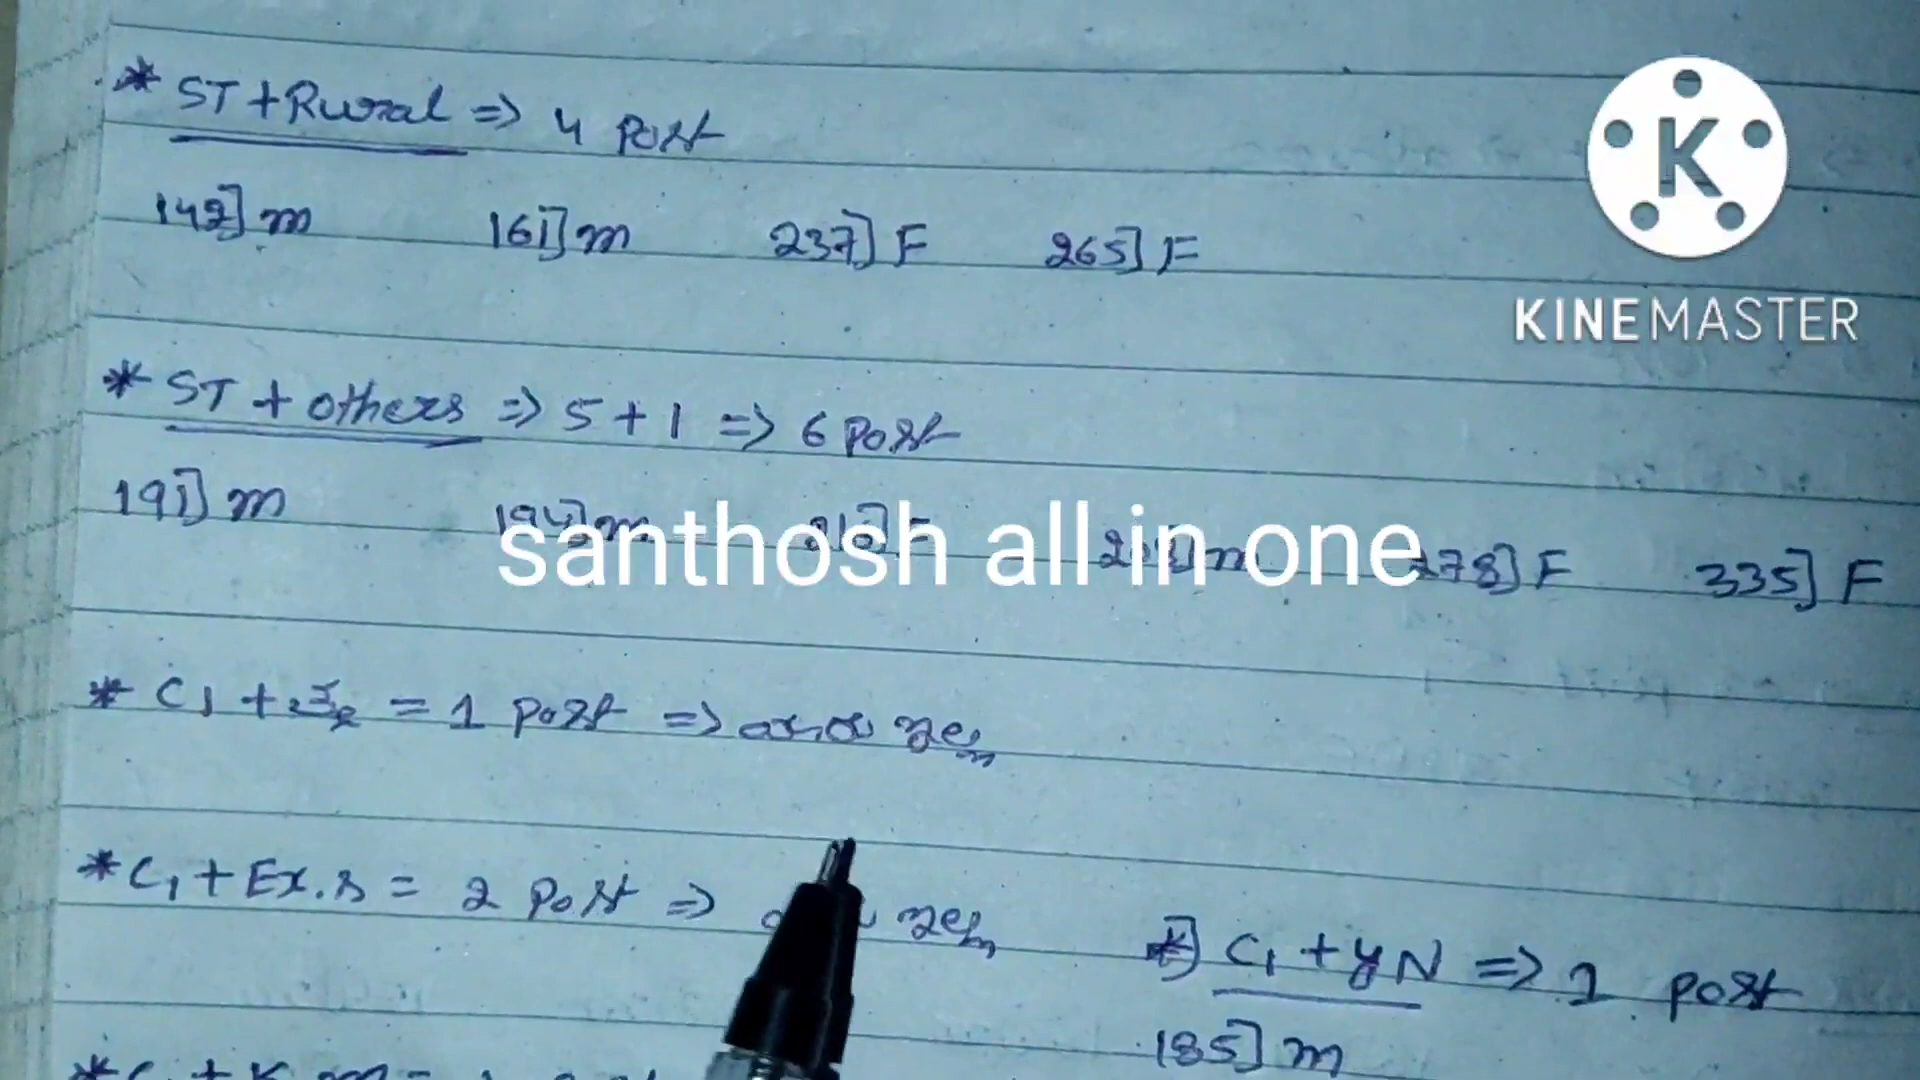 * ST + Rural => 4 Post
142] m 161] m 237] F 265] F
* ST + others => 5 + 1 => 6 Post
191] m 194] m F m 278] F 335] F
* C1 + = 1 Post =>
* C1 + Ex.s = 2 Post =>
*] C1 + YN => 1 Post
185] m
K
KINEMASTER
santhosh all in one